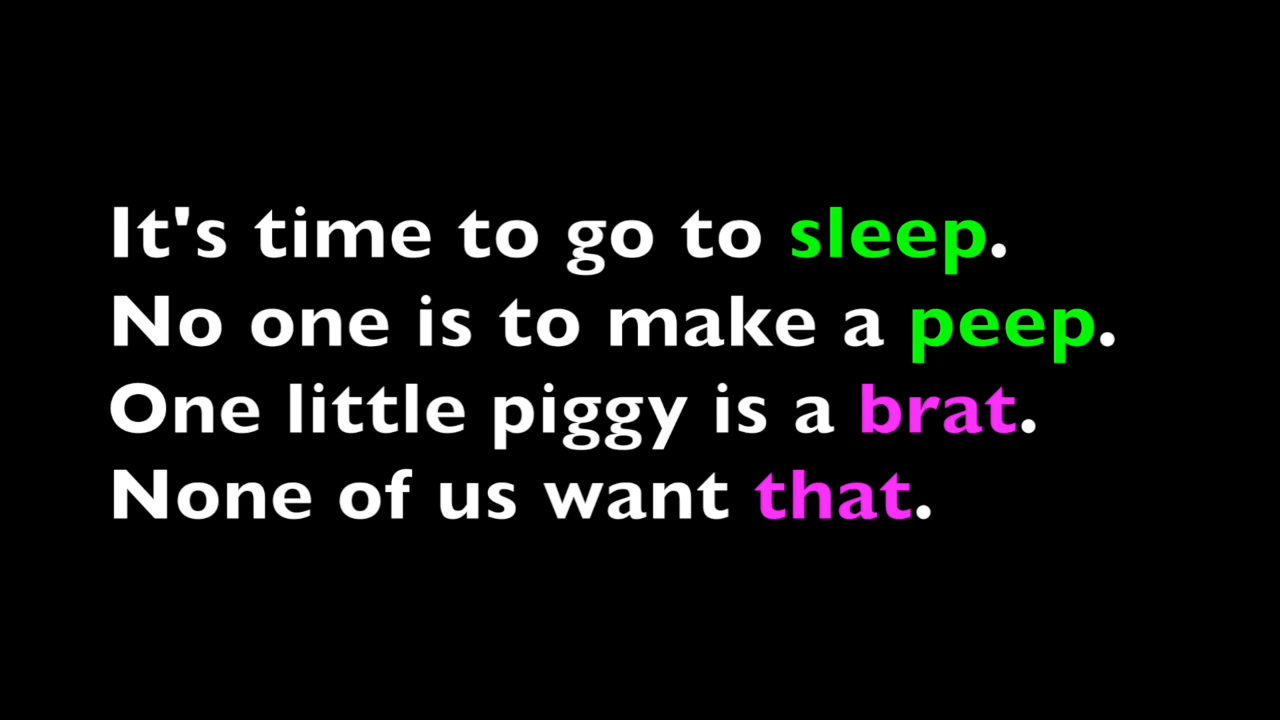 It's time to go to sleep.
No one is to make a peep.
One little piggy is a brat.
None of us want that.